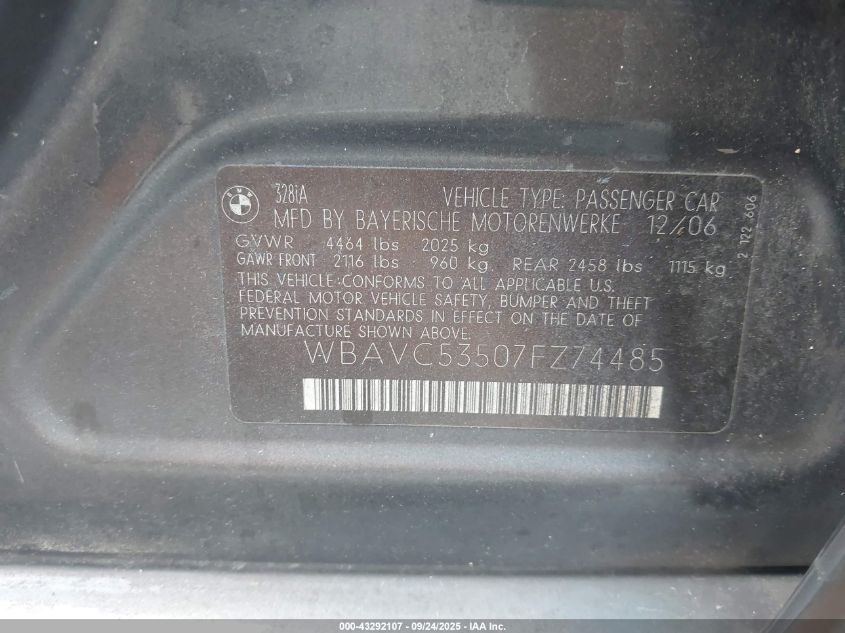 BMW
328iA VEHICLE TYPE: PASSENGER CAR
MFD BY BAYERISCHE MOTORENWERKE 12/06
GVWR 4464 lbs 2025 kg
GAWR FRONT 2116 lbs 960 kg REAR 2458 lbs 1115 kg
THIS VEHICLE CONFORMS TO ALL APPLICABLE U.S.
FEDERAL MOTOR VEHICLE SAFETY, BUMPER AND THEFT
PREVENTION STANDARDS IN EFFECT ON THE DATE OF
MANUFACTURE SHOWN ABOVE.
WBAVC53507FZ74485
2 122 606
000-43292107 - 09/24/2025 - IAA Inc.